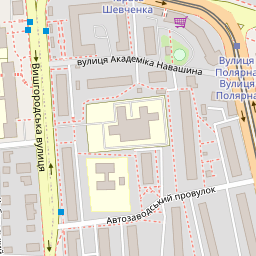 Шевченка
вулиця Академіка Навашина
Вулиця
Полярна
Вулиця
Полярна
Вишгородська вулиця
Автозаводський провулок